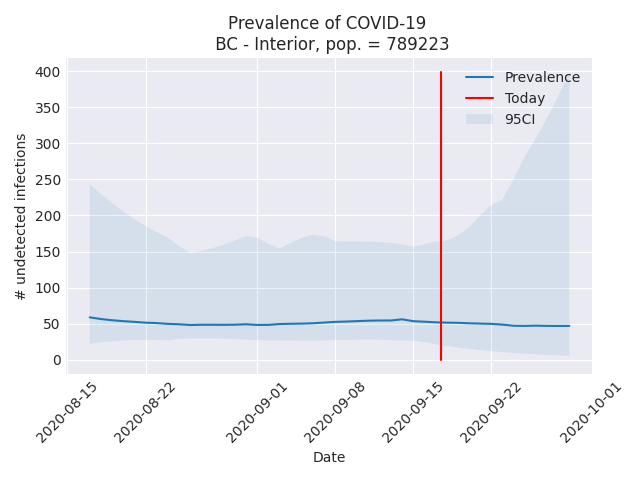 Prevalence of COVID-19
BC - Interior, pop. = 789223
400
350
300
250
200
150
100
50
0
# undetected infections
Prevalence
Today
95CI
2020-08-15
2020-08-22
2020-09-01
2020-09-08
2020-09-15
2020-09-22
2020-10-01
Date